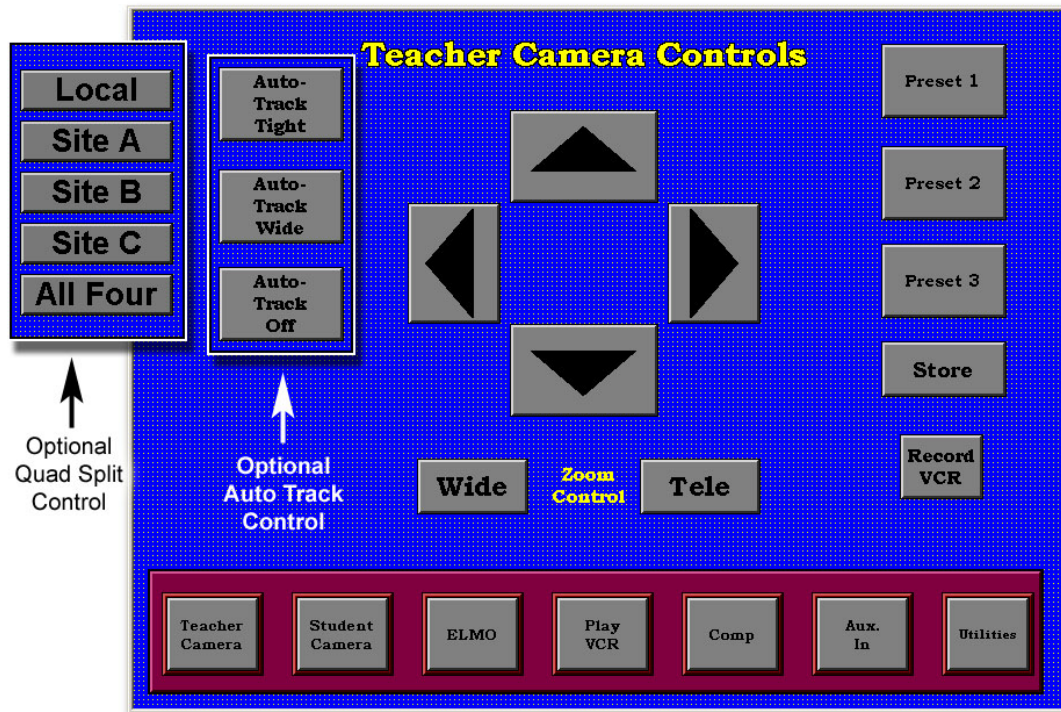 Teacher Camera Controls
Local
Site A
Site B
Site C
All Four
Optional
Quad Split
Control
Auto-
Track
Tight
Auto-
Track
Wide
Auto-
Track
Off
Optional
Auto Track
Control
Wide
Zoom
Control
Tele
Preset 1
Preset 2
Preset 3
Store
Record
VCR
Teacher
Camera
Student
Camera
ELMO
Play
VCR
Comp
Aux.
In
Utilities